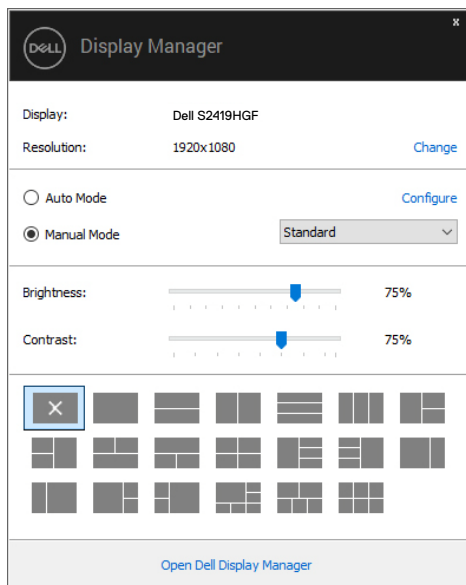 x
DELL Display Manager
Display: Dell S2419HGF
Resolution: 1920x1080 Change
Auto Mode Configure
Manual Mode Standard
Brightness: 75%
Contrast: 75%
Open Dell Display Manager